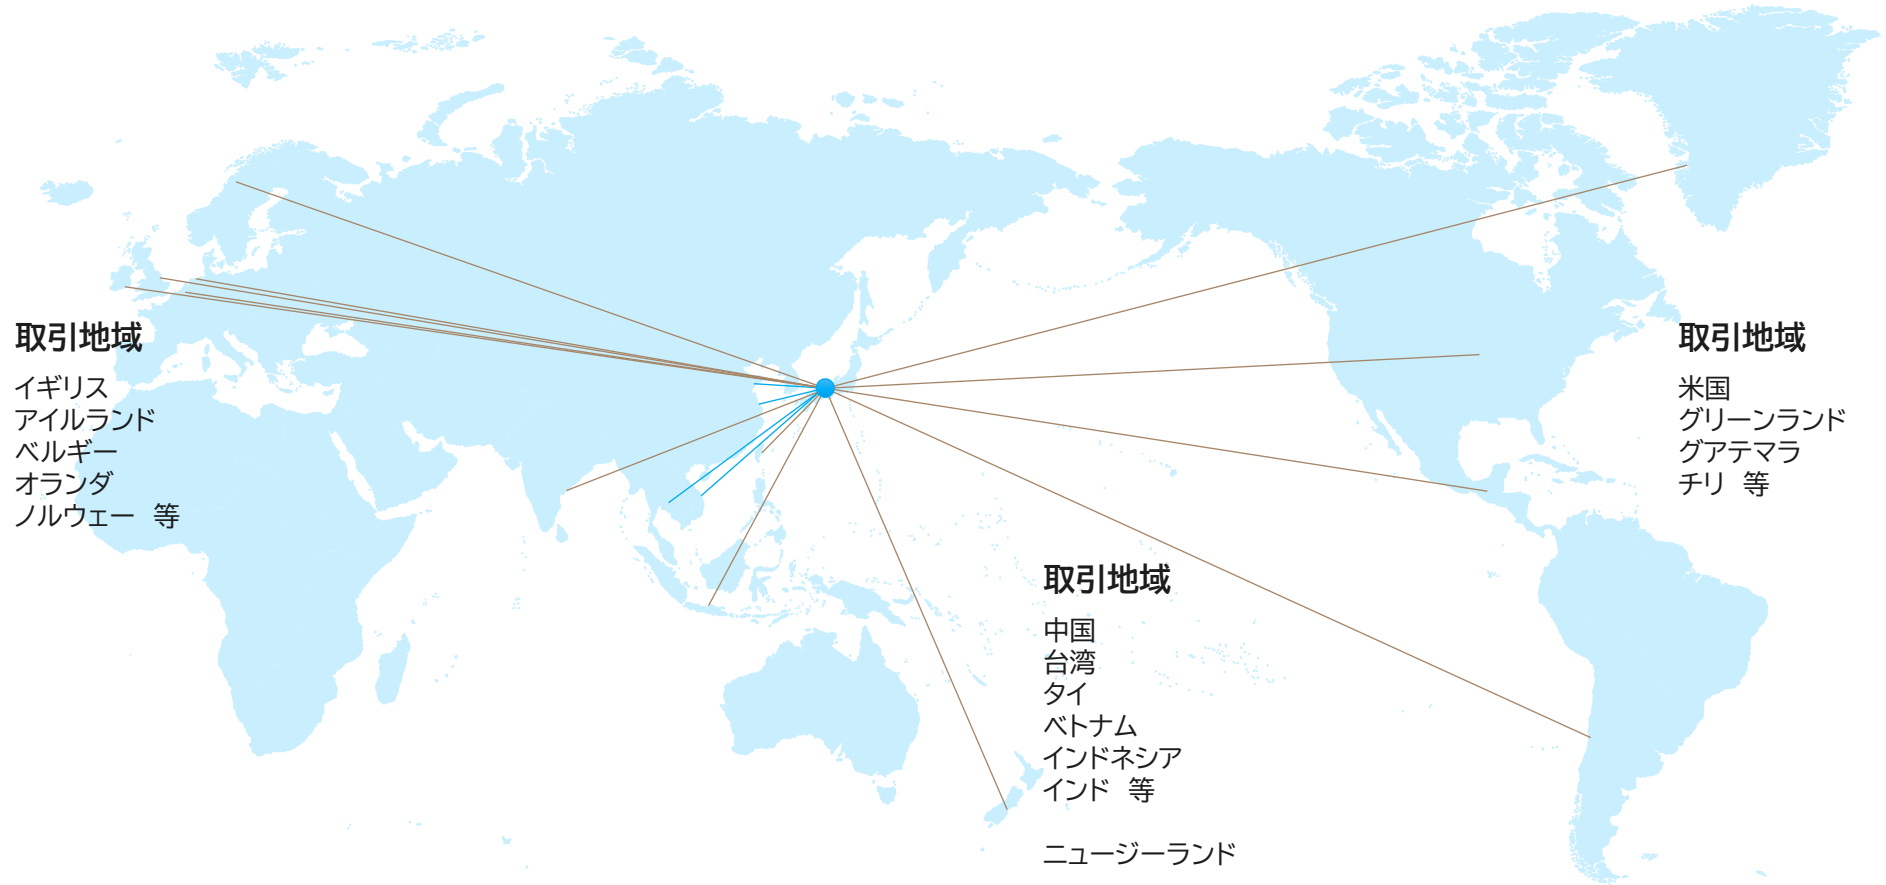 取引地域
イギリス
アイルランド
ベルギー
オランダ
ノルウェー 等
取引地域
中国
台湾
タイ
ベトナム
インドネシア
インド 等
ニュージーランド
取引地域
米国
グリーンランド
グアテマラ
チリ 等